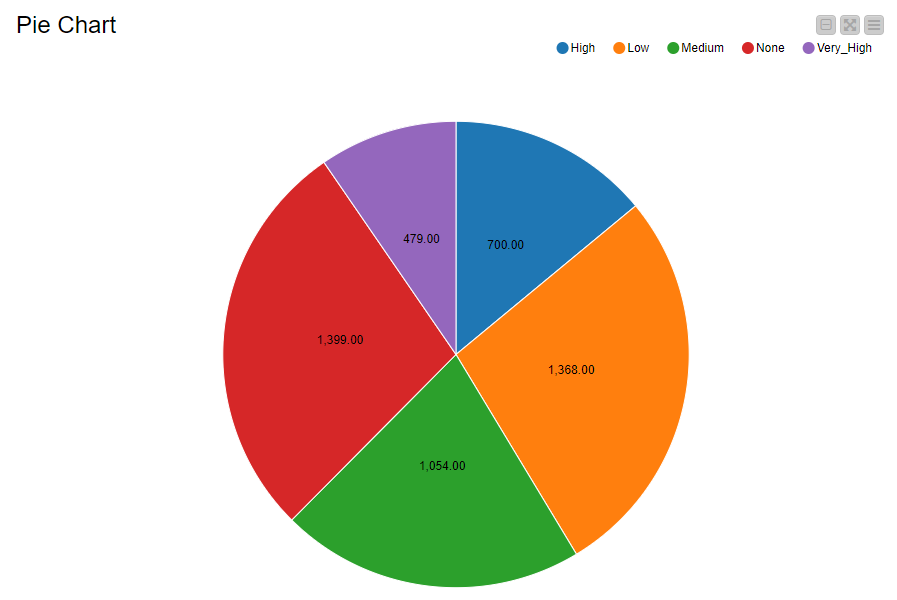 Pie Chart
High Low Medium None Very_High
479.00
700.00
1,399.00
1,368.00
1,054.00